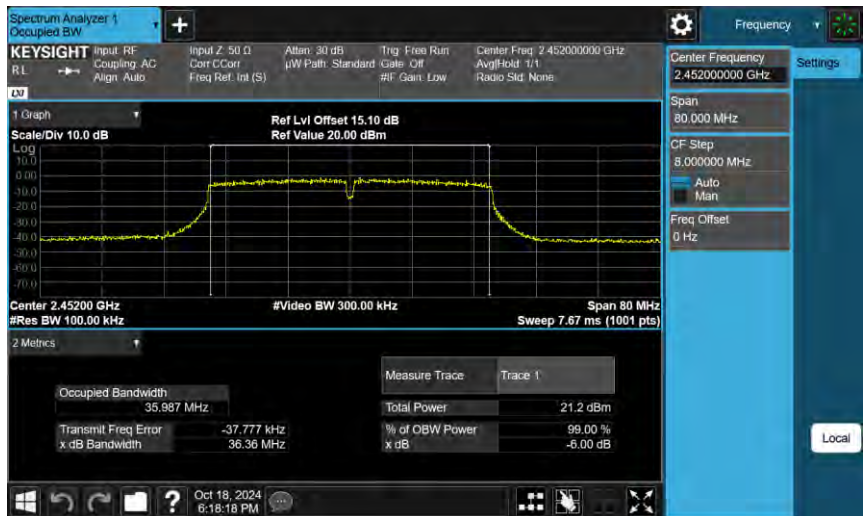 Spectrum Analyzer 1
Occupied BW
+
Frequency
KEYSIGHT
RL
LXI
Input: RF
Coupling: AC
Align: Auto
Input Z: 50 Ω
Corr CCorr
Freq Ref: Int (S)
Atten: 30 dB
µW Path: Standard
Trig: Free Run
Gate: Off
#IF Gain: Low
Center Freq: 2.452000000 GHz
Avg|Hold: 1/1
Radio Std: None
Center Frequency
2.452000000 GHz
Settings
Span
80.000 MHz
CF Step
8.000000 MHz
Auto
Man
Freq Offset
0 Hz
Local
1 Graph
Scale/Div 10.0 dB
Ref Lvl Offset 15.10 dB
Ref Value 20.00 dBm
Log
10.0
0.00
-10.0
-20.0
-30.0
-40.0
-50.0
-60.0
-70.0
Center 2.45200 GHz
#Video BW 300.00 kHz
Span 80 MHz
#Res BW 100.00 kHz
Sweep 7.67 ms (1001 pts)
2 Metrics
Measure Trace
Trace 1
Occupied Bandwidth
35.987 MHz
Total Power
21.2 dBm
Transmit Freq Error
-37.777 kHz
% of OBW Power
99.00 %
x dB Bandwidth
36.36 MHz
x dB
-6.00 dB
?
Oct 18, 2024
6:18:18 PM